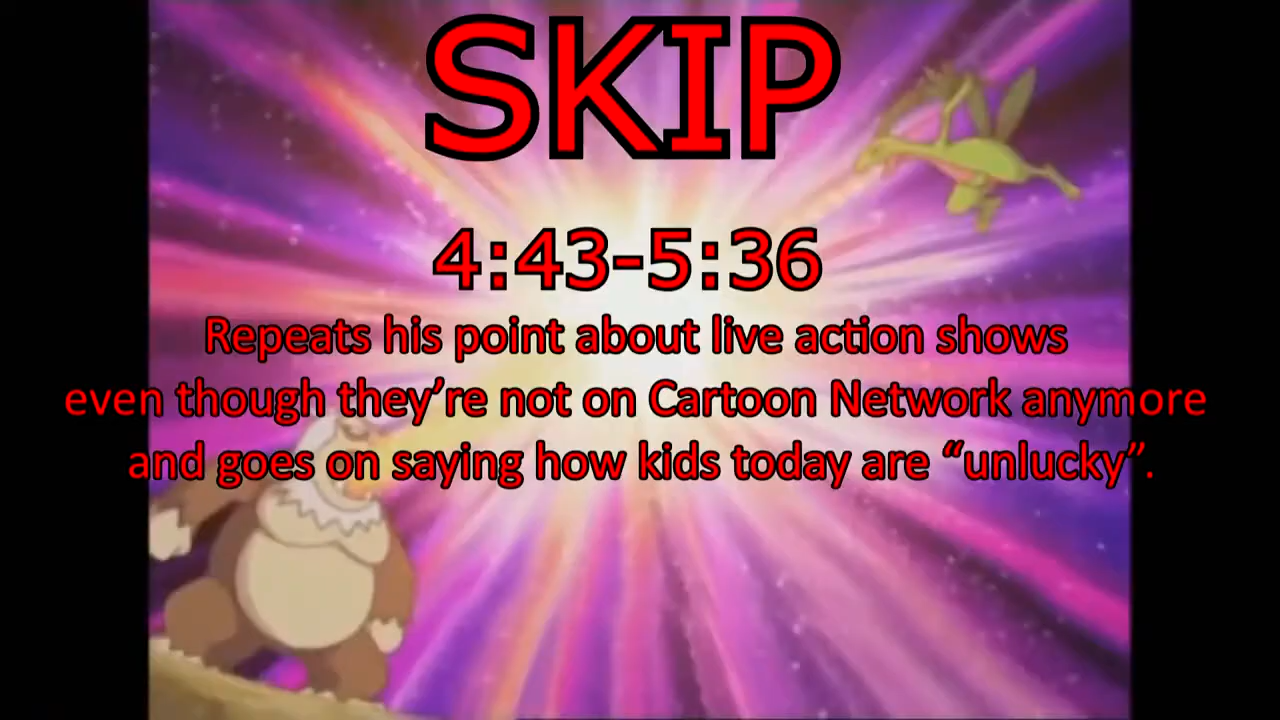 SKIP
4:43-5:36
Repeats his point about live action shows
even though they’re not on Cartoon Network anymore
and goes on saying how kids today are “unlucky”.